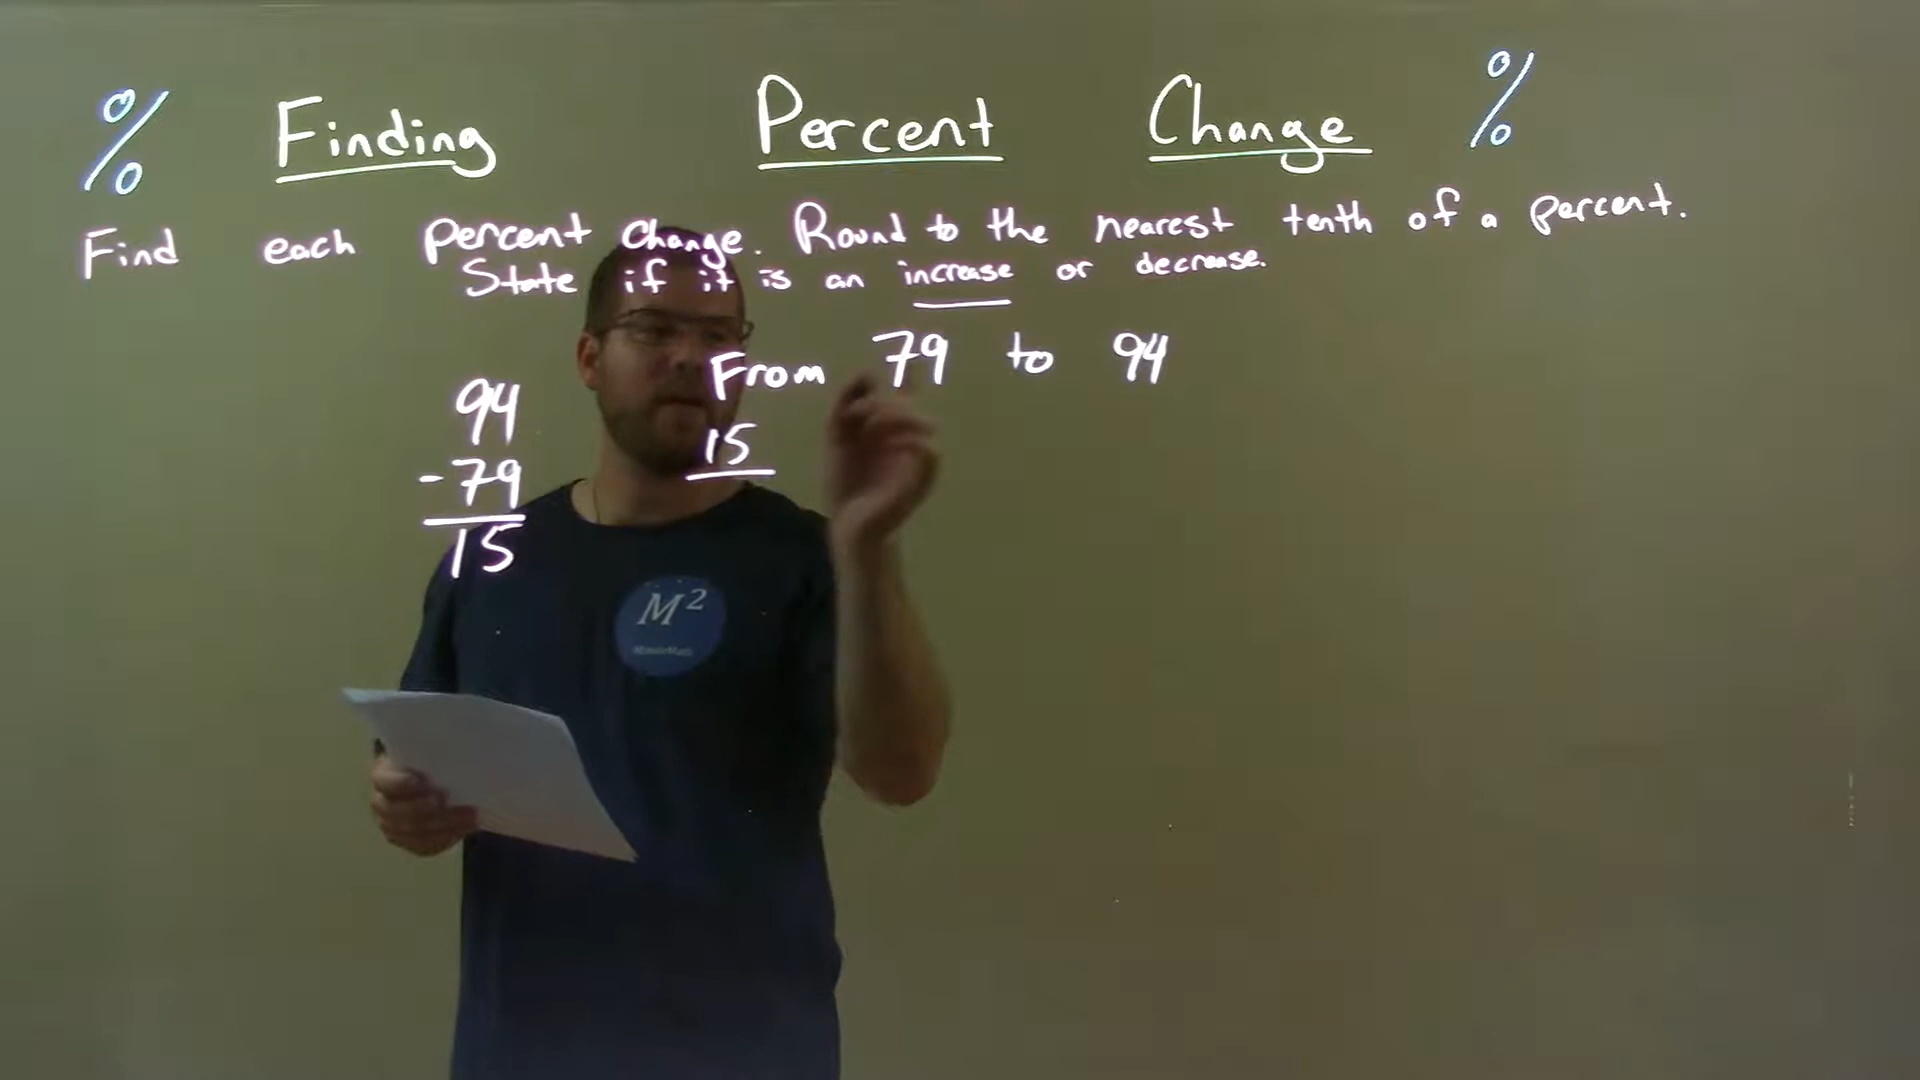 % Finding Percent Change %
Find each percent change. Round to the nearest tenth of a percent.
State if it is an increase or decrease.
From 79 to 94
94
-79
15
15
M²
MinuteMath